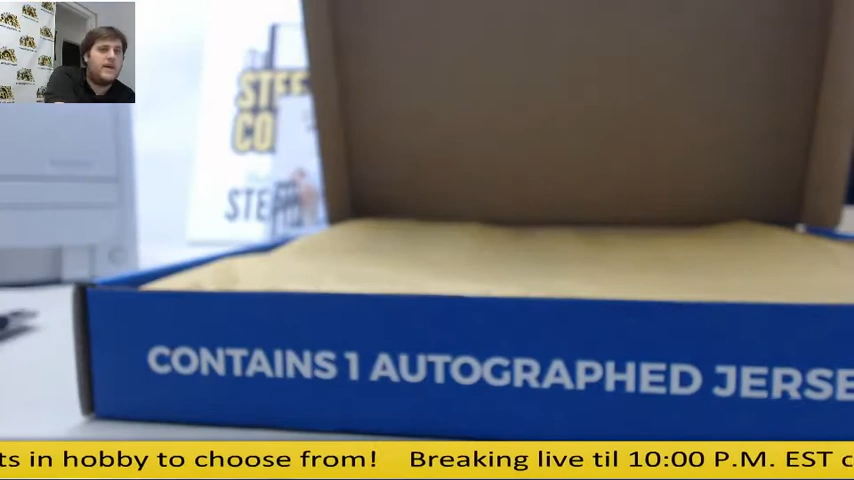 CONTAINS 1 AUTOGRAPHED JERSE
ts in hobby to choose from! Breaking live til 10:00 P.M. EST c